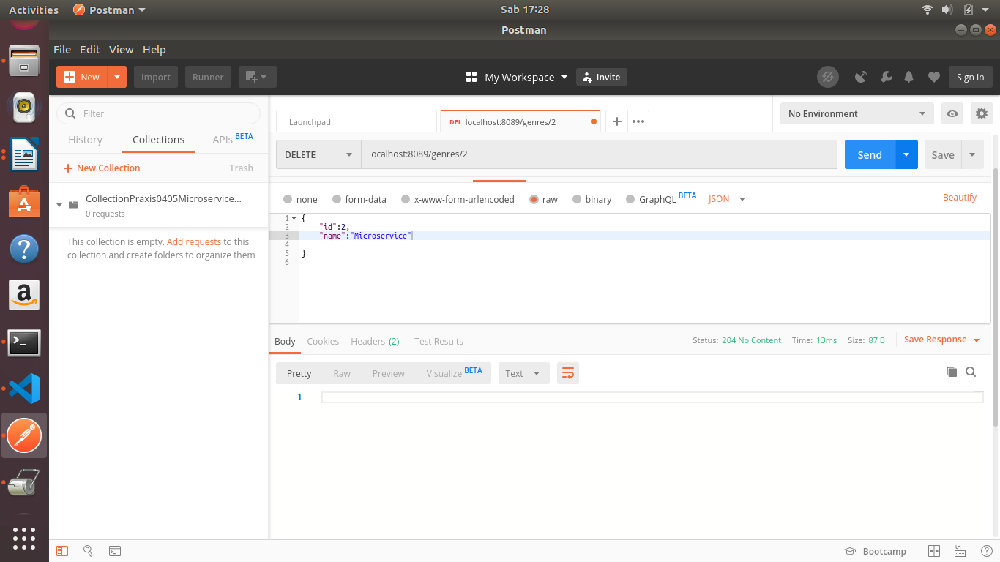 Activities Postman Sab 17:28
Postman
File Edit View Help
New Import Runner My Workspace Invite Sign In
Filter
History Collections APIs BETA
New Collection Trash
CollectionPraxis0405Microservice...
0 requests
This collection is empty. Add requests to this
collection and create folders to organize them
Launchpad DEL localhost:8089/genres/2 No Environment
DELETE localhost:8089/genres/2 Send Save
none form-data x-www-form-urlencoded raw binary GraphQL BETA JSON Beautify
1 {
2 "id":2,
3 "name":"Microservice"
4
5 }
6
Body Cookies Headers (2) Test Results Status: 204 No Content Time: 13ms Size: 87 B Save Response
Pretty Raw Preview Visualize BETA Text
1
Bootcamp